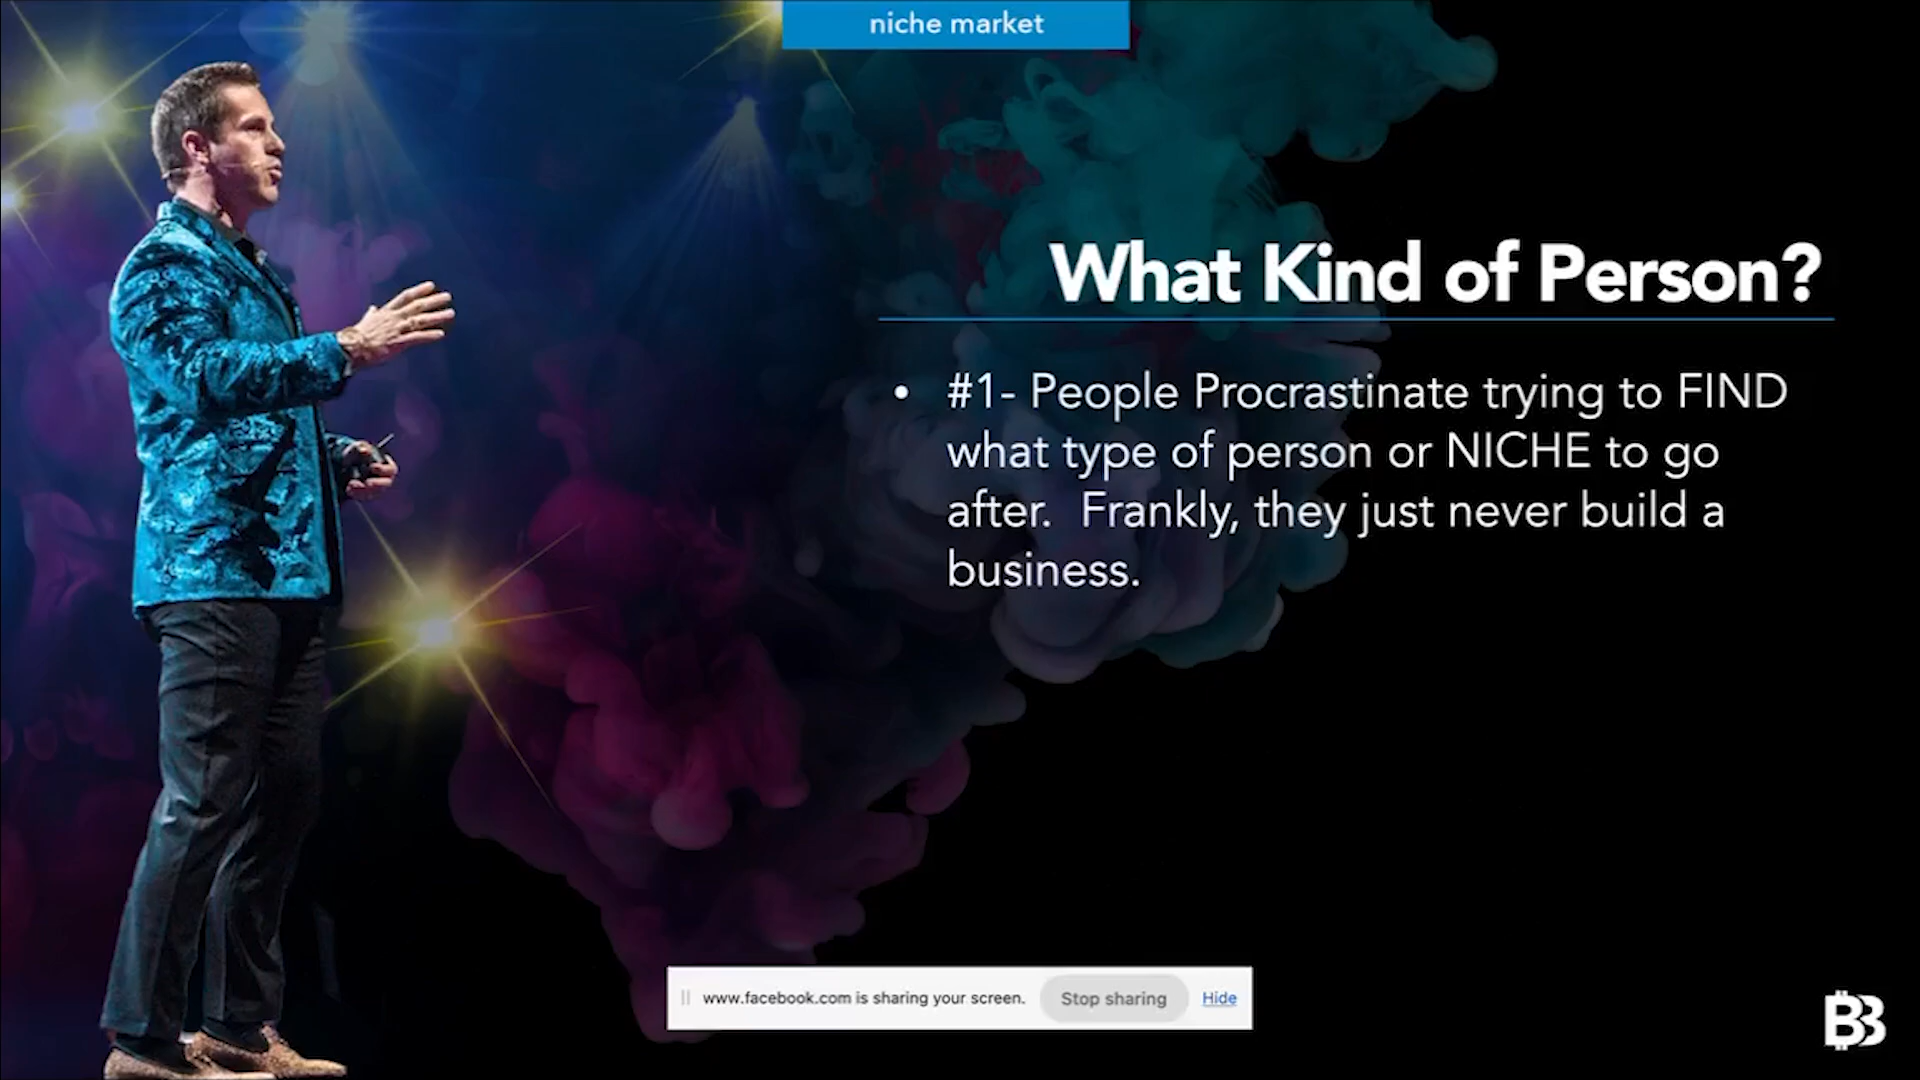 niche market
What Kind of Person?
• #1- People Procrastinate trying to FIND
what type of person or NICHE to go
after.  Frankly, they just never build a
business.
www.facebook.com is sharing your screen. Stop sharing Hide